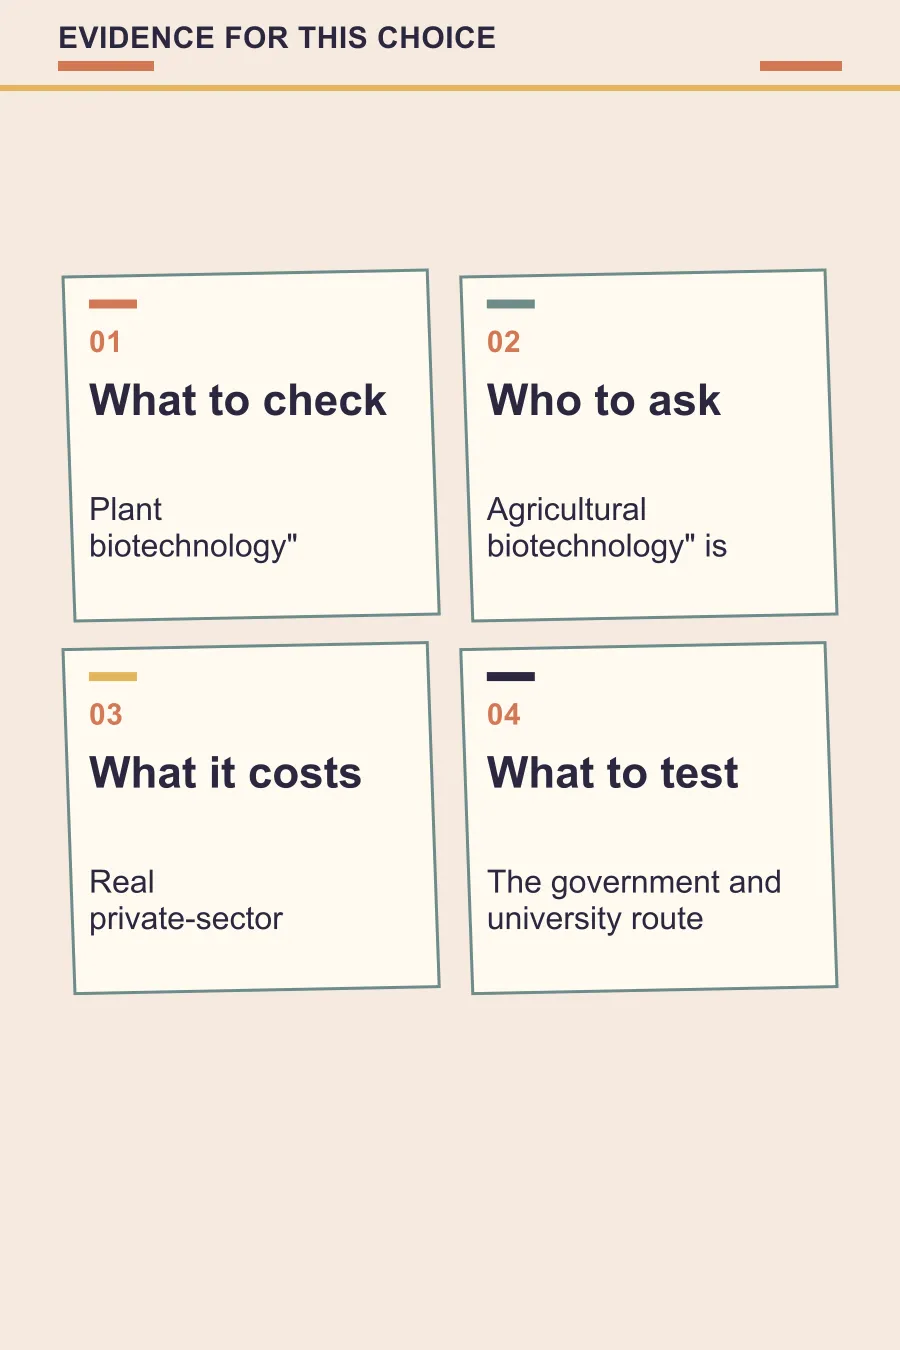 EVIDENCE FOR THIS CHOICE
01
What to check
Plant
biotechnology"
02
Who to ask
Agricultural
biotechnology" is
03
What it costs
Real
private-sector
04
What to test
The government and
university route